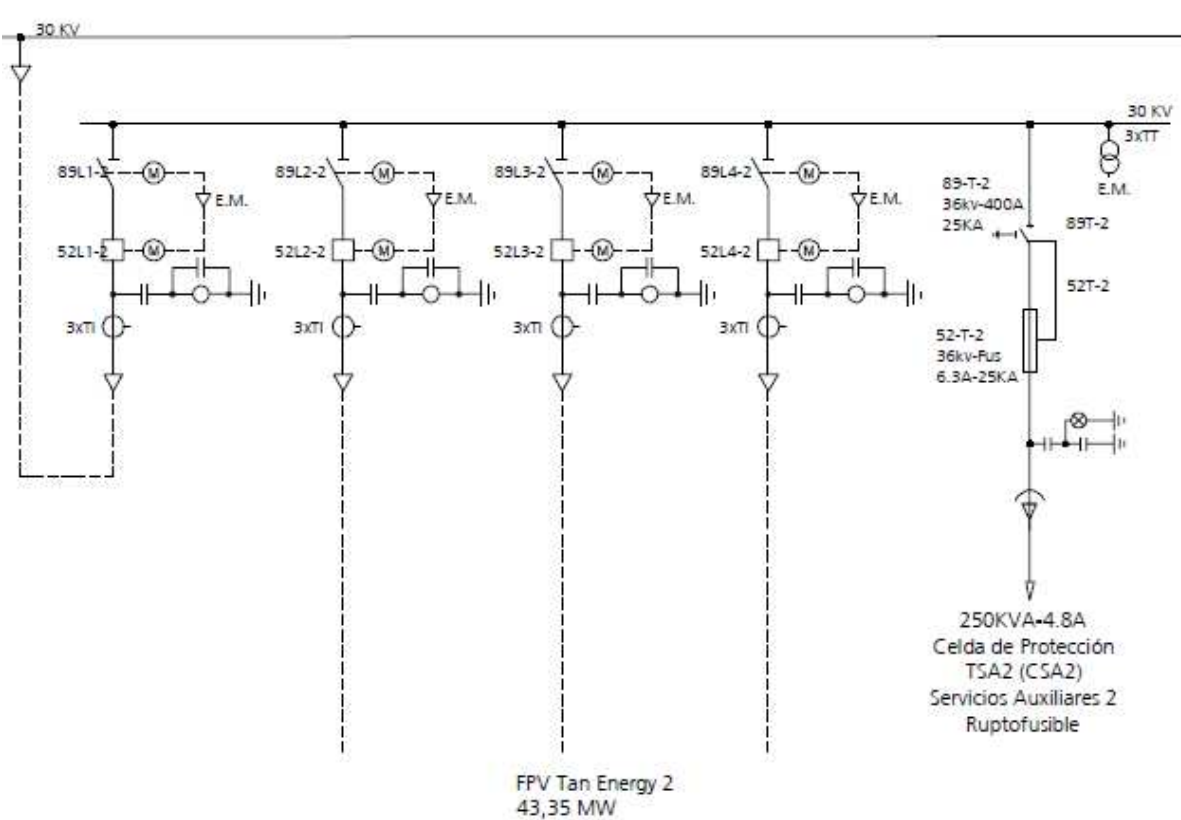 30 KV
30 KV
3xTT
E.M.
89L1-2
M
E.M.
52L1-2
M
3xTI
89L2-2
M
E.M.
52L2-2
M
3xTI
89L3-2
M
E.M.
52L3-2
M
3xTI
89L4-2
M
E.M.
52L4-2
M
3xTI
89-T-2
36kv-400A
25KA
89T-2
52T-2
52-T-2
36kv-Fus
6.3A-25KA
250KVA-4.8A
Celda de Protección
TSA2 (CSA2)
Servicios Auxiliares 2
Ruptofusible
FPV Tan Energy 2
43,35 MW